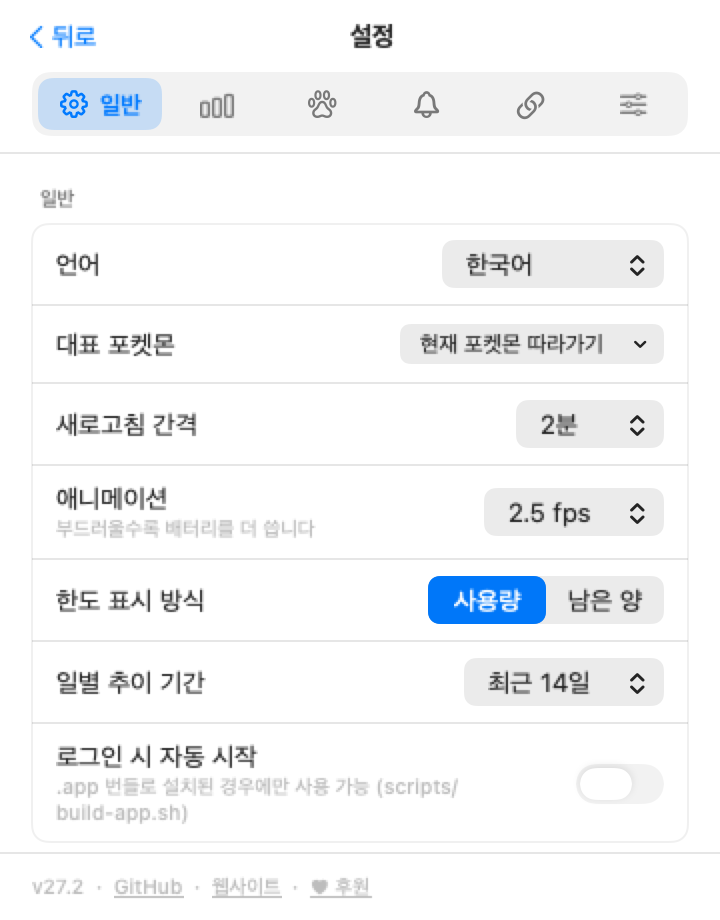 뒤로
설정
일반
일반
언어
한국어
대표 포켓몬
현재 포켓몬 따라가기
새로고침 간격
2분
애니메이션
부드러울수록 배터리를 더 씁니다
2.5 fps
한도 표시 방식
사용량
남은 양
일별 추이 기간
최근 14일
로그인 시 자동 시작
.app 번들로 설치된 경우에만 사용 가능 (scripts/
build-app.sh)
v27.2 · GitHub · 웹사이트 · ♥ 후원